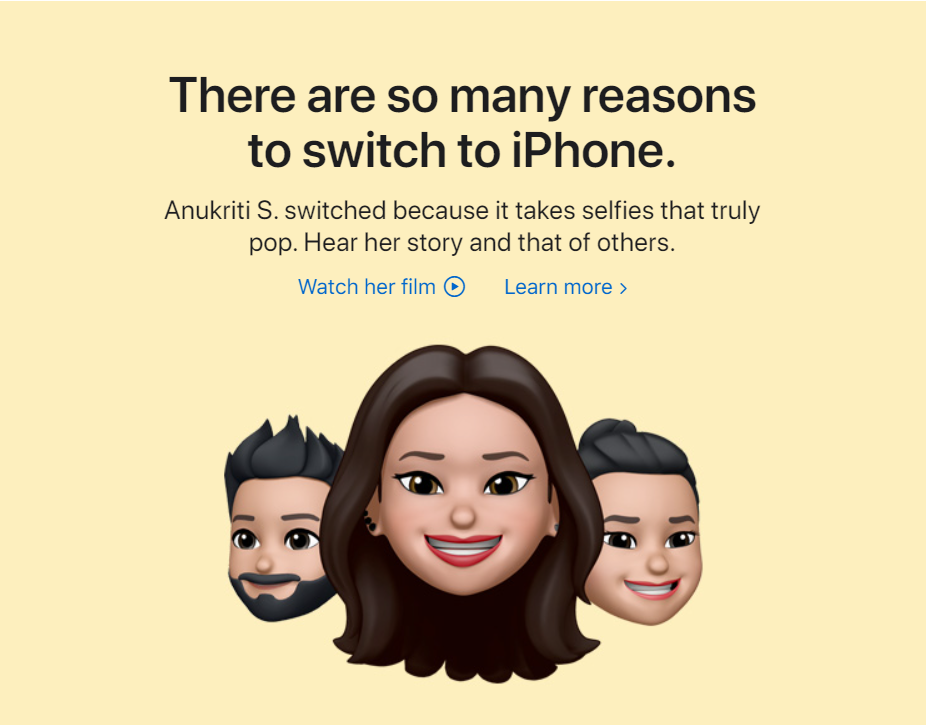 There are so many reasons
to switch to iPhone.
Anukriti S. switched because it takes selfies that truly
pop. Hear her story and that of others.
Watch her film
Learn more >